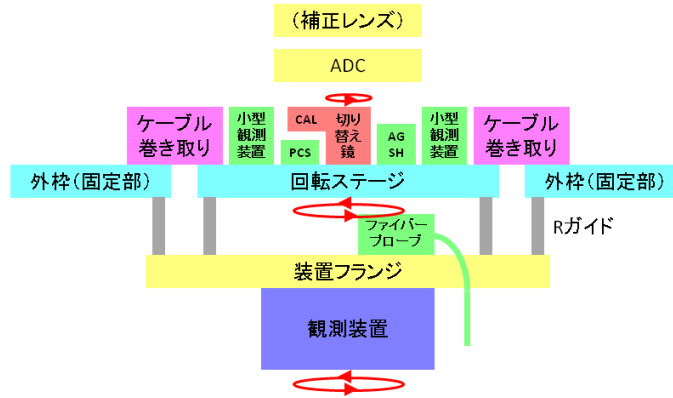 (補正レンズ)
ADC
ケーブル
巻き取り
小型
観測
装置
CAL
PCS
切り
替え
鏡
AG
SH
小型
観測
装置
ケーブル
巻き取り
外枠(固定部)
回転ステージ
外枠(固定部)
ファイバー
プローブ
Rガイド
装置フランジ
観測装置